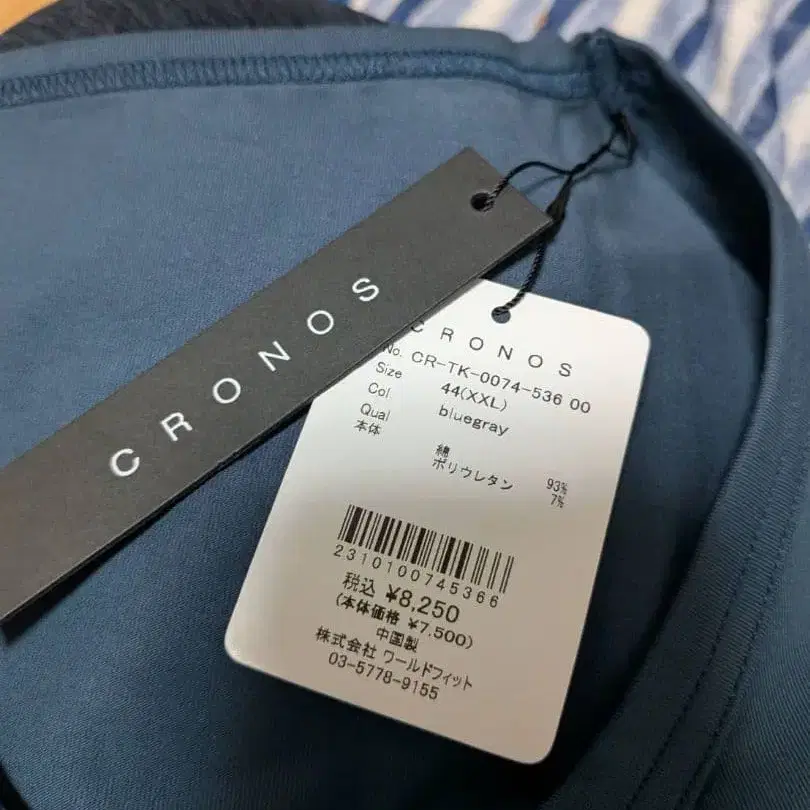 CRONOS
CRONOS
No. CR-TK-0074-536 00
Size 44(XXL)
Col bluegray
Qual
本体
綿 93%
ポリウレタン 7%
2310100745366
税込 ¥8,250
(本体価格 ¥7,500)
中国製
株式会社 ワールドフィット
03-5778-9155